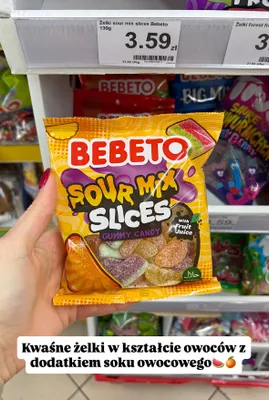 Żelki sour mix slices Bebeto
3.59
zł
BEBETO
SOUR MIX
SLICES
GUMMY CANDY
with
Fruit
Juice
حلال
Kwaśne żelki w kształcie owoców z
dodatkiem soku owocowego🍉🍊